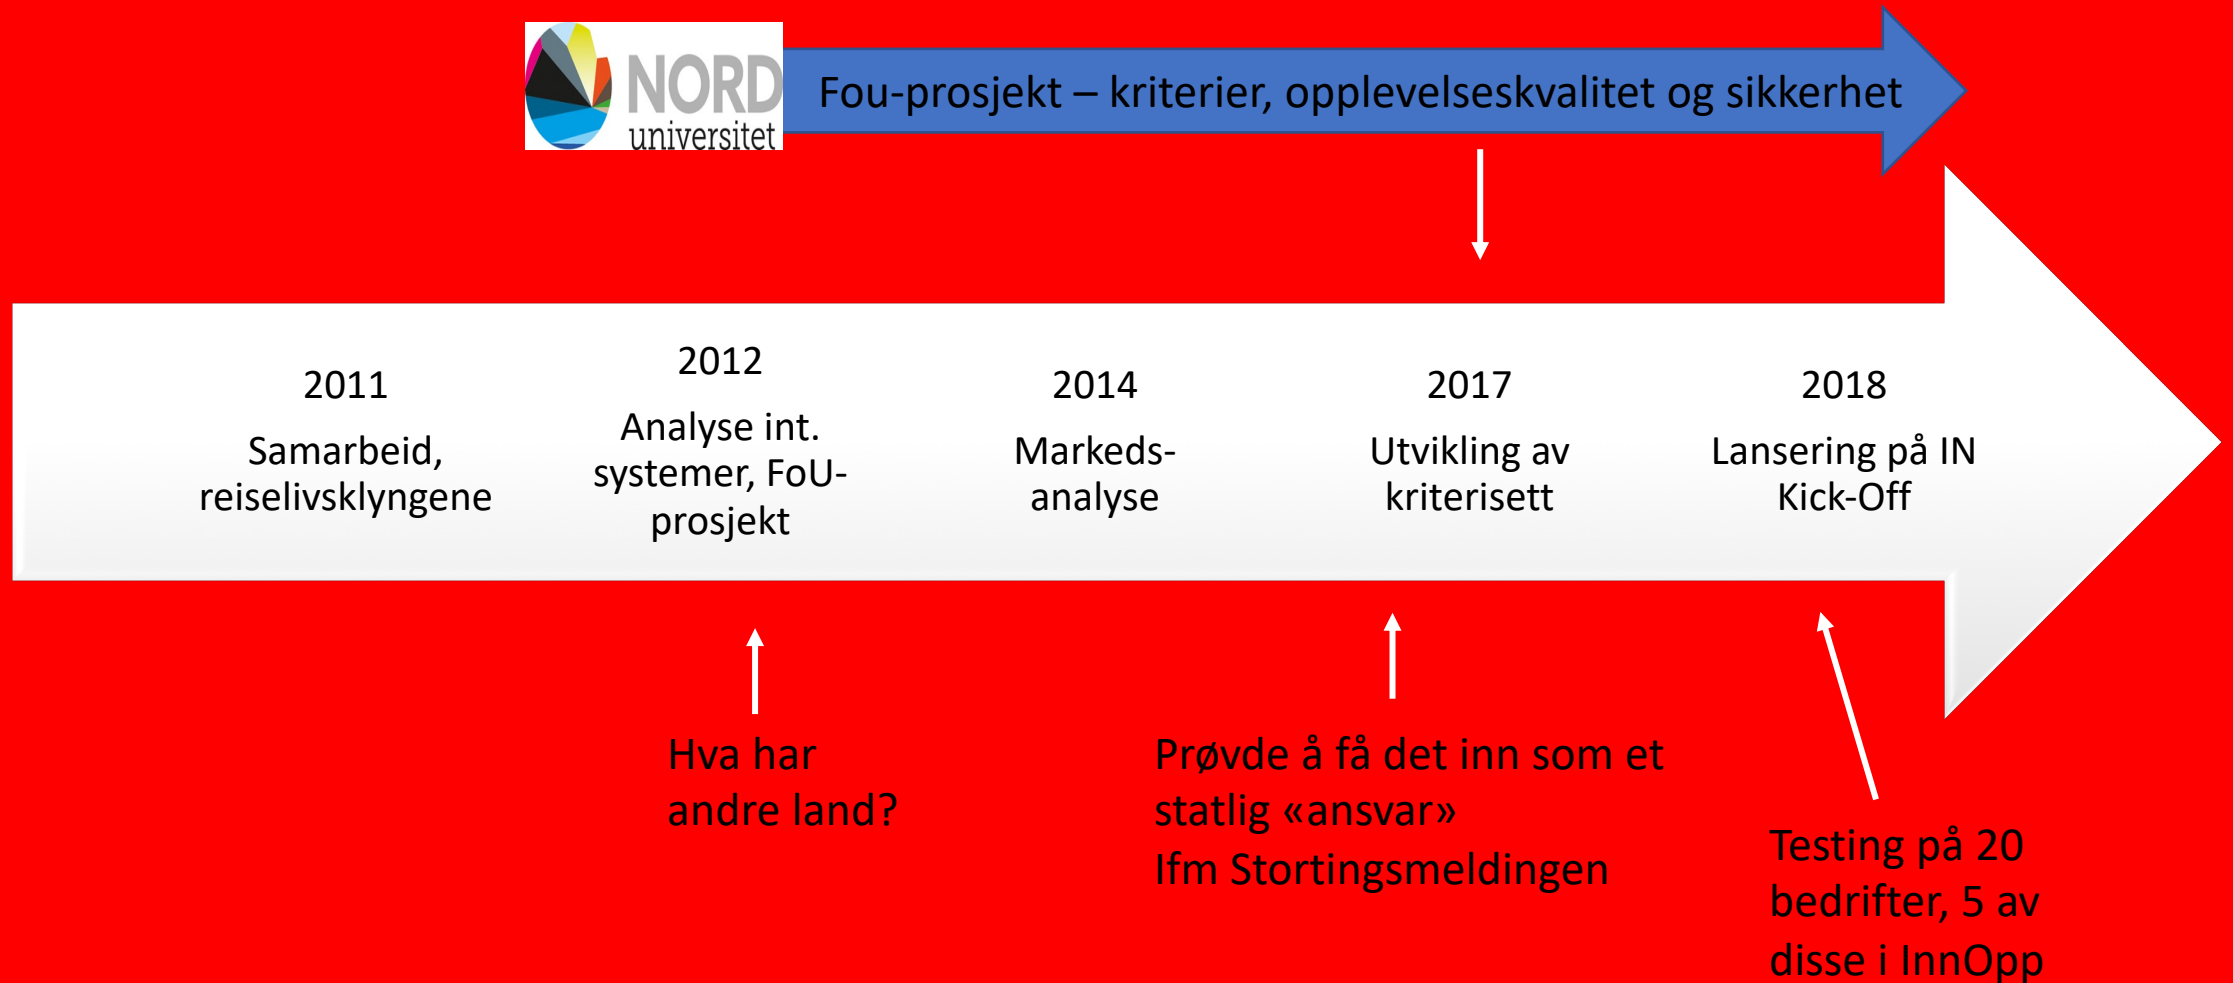 NORD
universitet
Fou-prosjekt – kriterier, opplevelseskvalitet og sikkerhet
2011
Samarbeid,
reiselivsklyngene
2012
Analyse int.
systemer, FoU-
prosjekt
2014
Markeds-
analyse
2017
Utvikling av
kriterisett
2018
Lansering på IN
Kick-Off
Hva har
andre land?
Prøvde å få det inn som et
statlig «ansvar»
Ifm Stortingsmeldingen
Testing på 20
bedrifter, 5 av
disse i InnOpp